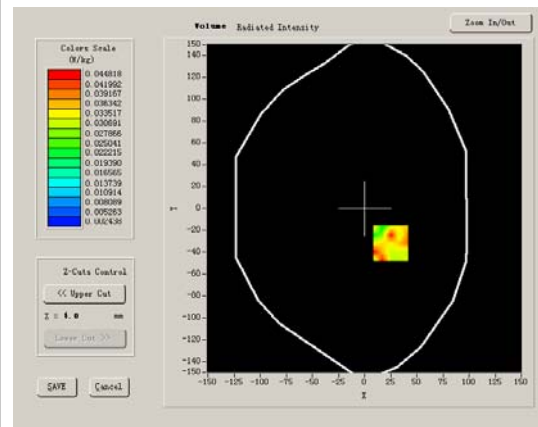 Volume Radiated Intensity
Zoom In/Out
Colors Scale
(W/kg)
0.044818
0.041992
0.039167
0.036342
0.033517
0.030691
0.027866
0.025041
0.022215
0.019390
0.016565
0.013739
0.010914
0.008089
0.005263
0.002438
Z-Cuts Control
<< Upper Cut
Z = 4.0 mm
Lower Cut >>
SAVE Cancel
150
140
120
100
80
60
40
20
0
-20
-40
-60
-80
-100
-120
-140
-150
Y
-150 -125 -100 -75 -50 -25 0 25 50 75 100 125 150
X